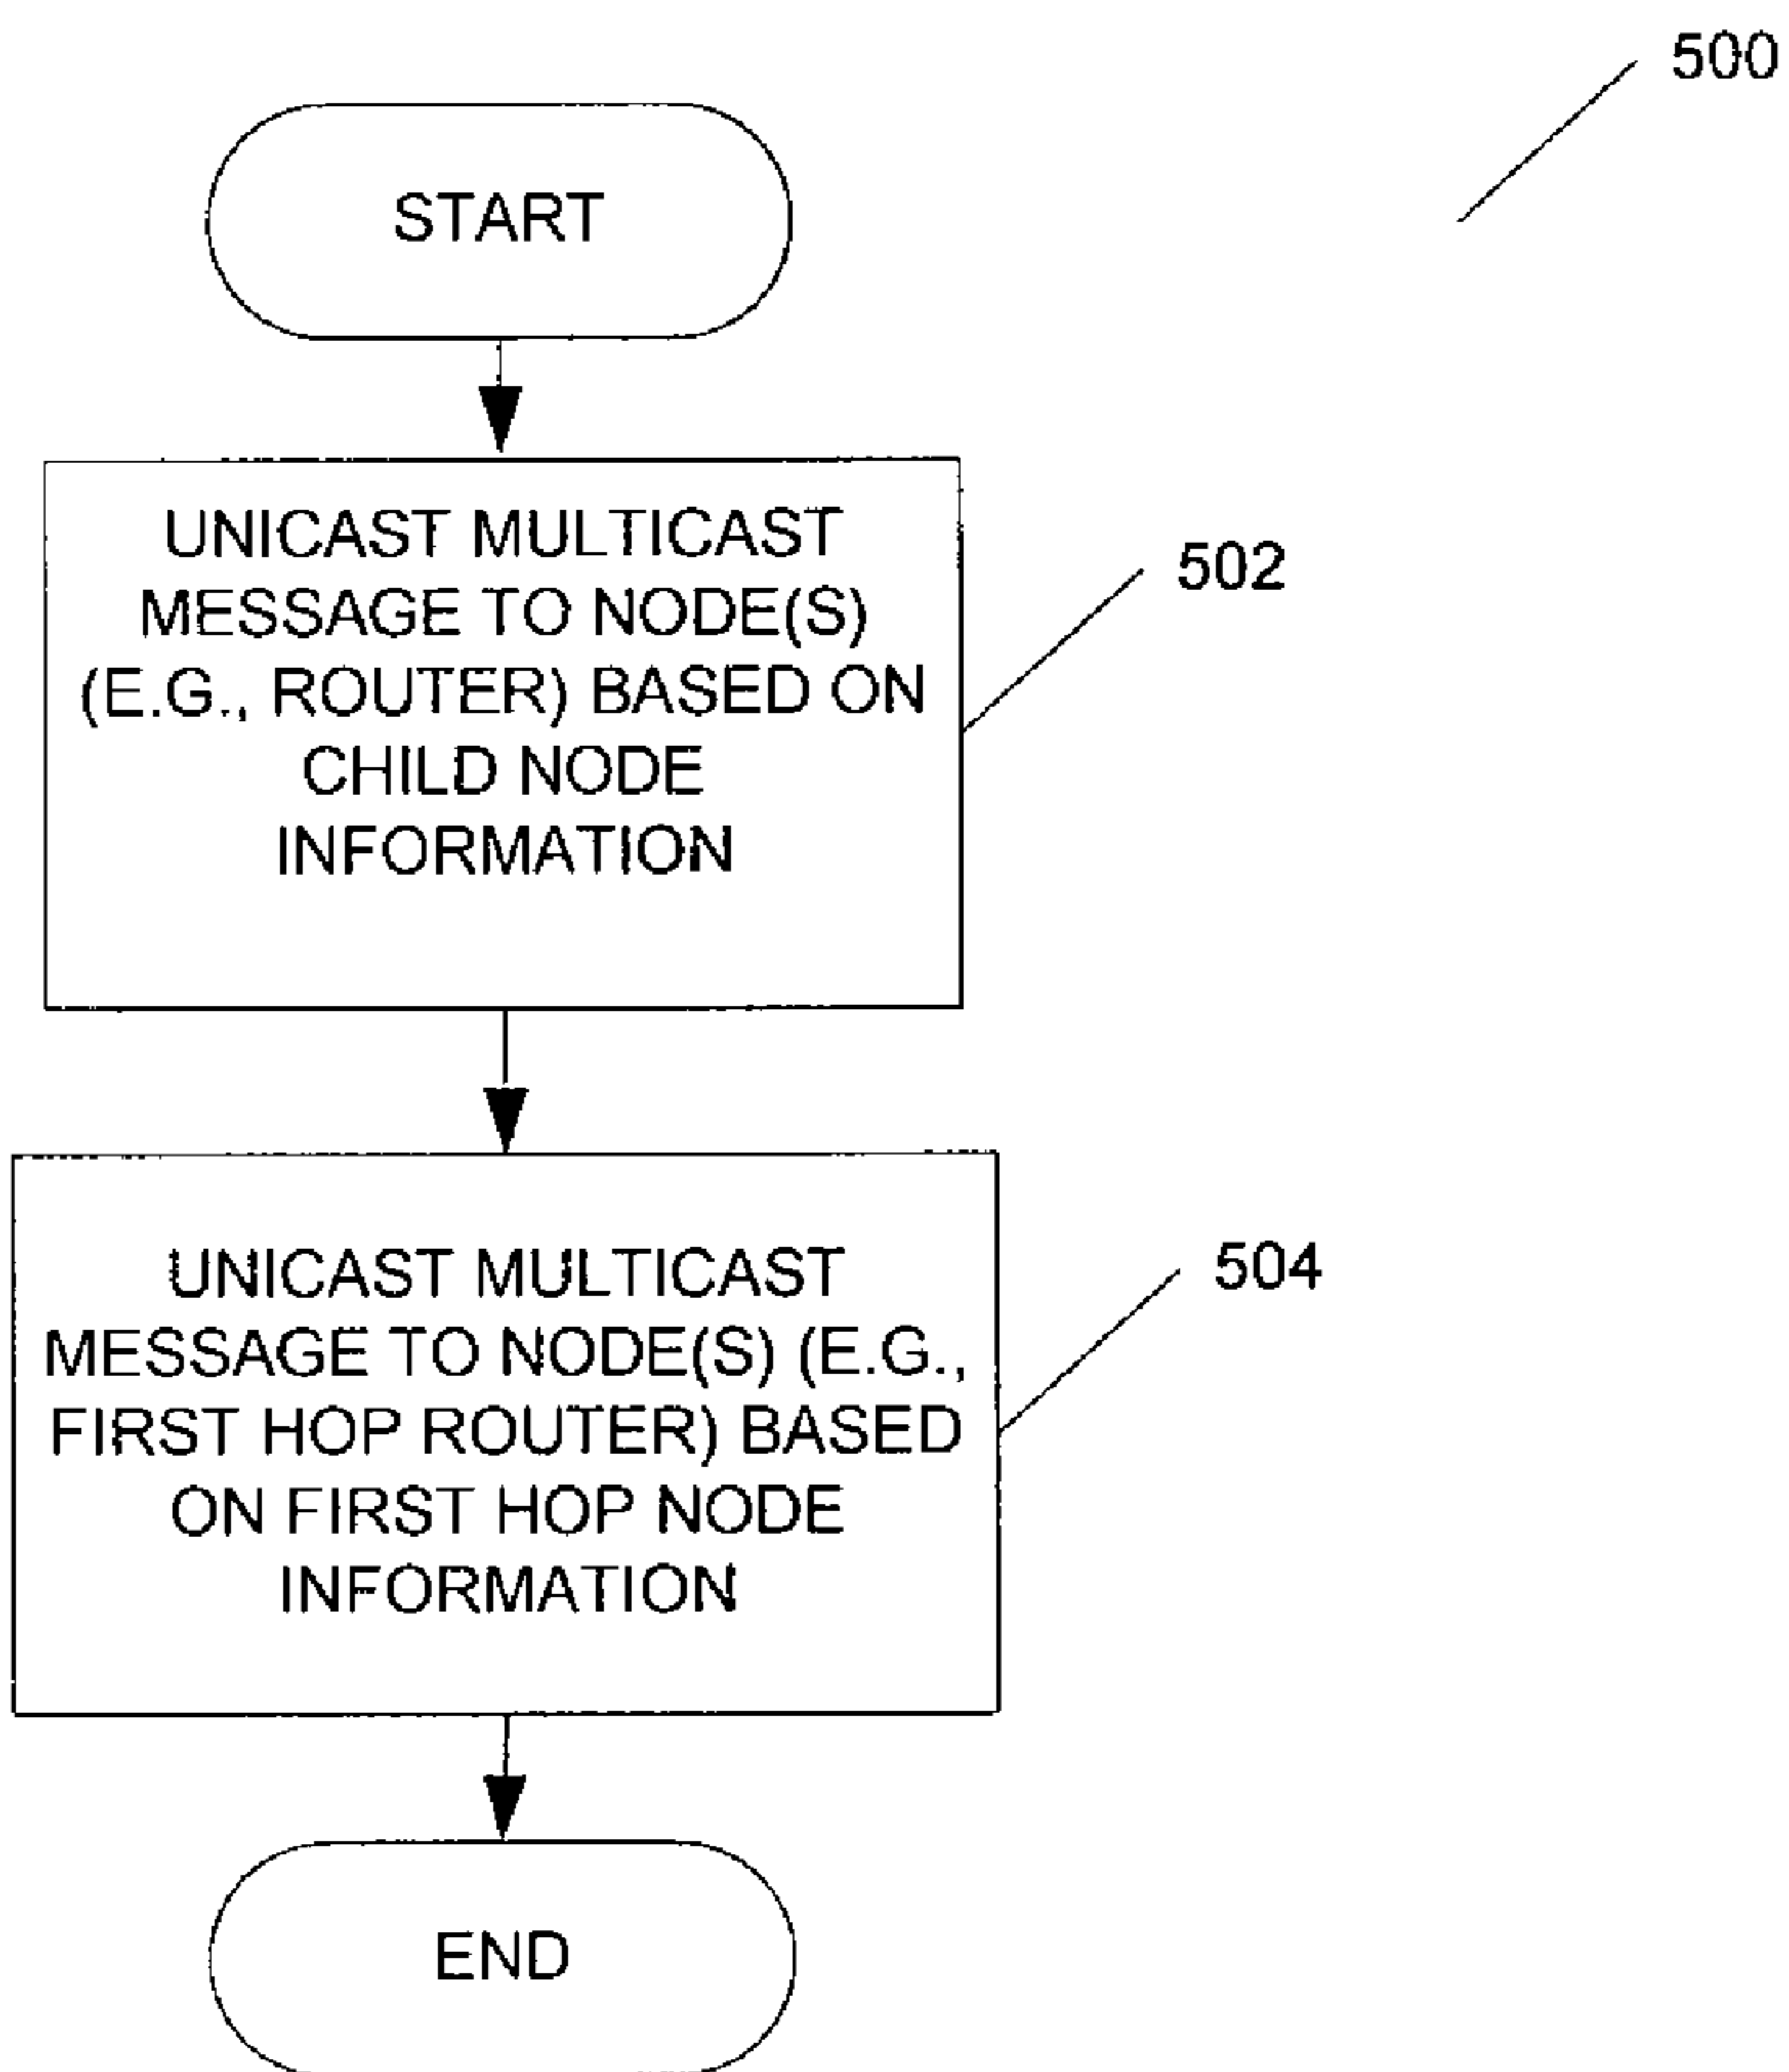 500
START
UNICAST MULTICAST
MESSAGE TO NODE(S)
(E.G., ROUTER) BASED ON
CHILD NODE
INFORMATION
502
UNICAST MULTICAST
MESSAGE TO NODE(S) (E.G.,
FIRST HOP ROUTER) BASED
ON FIRST HOP NODE
INFORMATION
504
END